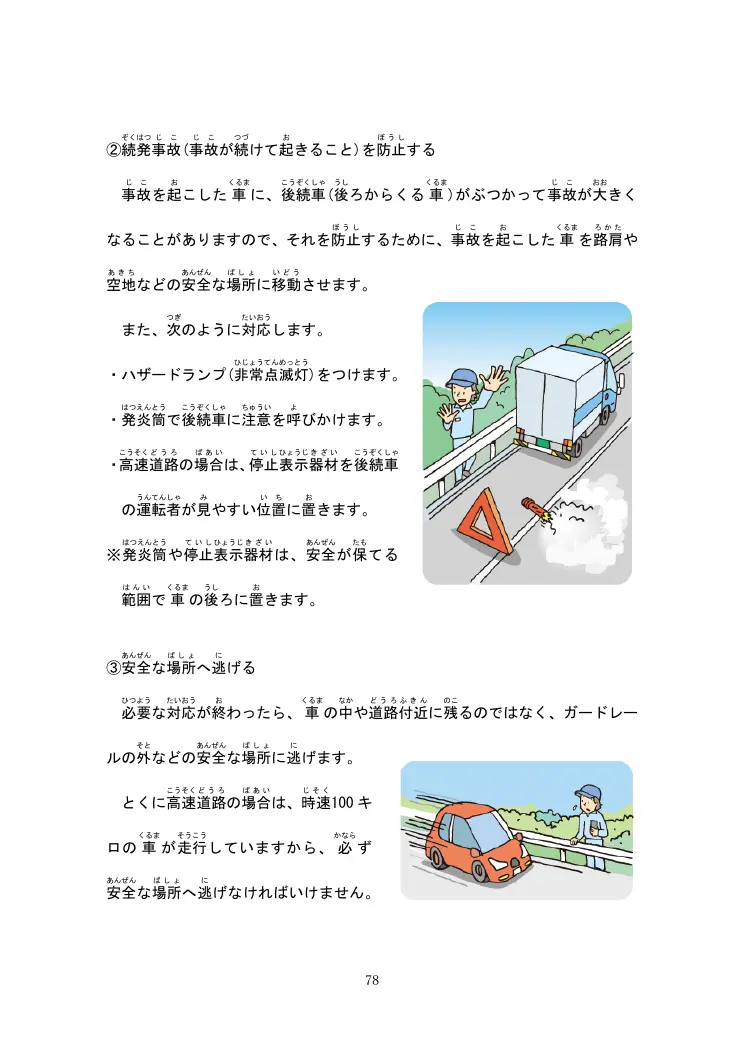 ②続発事故(事故が続けて起きること)を防止する
事故を起こした車に、後続車(後ろからくる車)がぶつかって事故が大きく
なることがありますので、それを防止するために、事故を起こした車を路肩や
空地などの安全な場所に移動させます。
また、次のように対応します。
・ハザードランプ(非常点滅灯)をつけます。
・発炎筒で後続車に注意を呼びかけます。
・高速道路の場合は、停止表示器材を後続車
の運転者が見やすい位置に置きます。
※発炎筒や停止表示器材は、安全が保てる
範囲で車の後ろに置きます。
③安全な場所へ逃げる
必要な対応が終わったら、車の中や道路付近に残るのではなく、ガードレー
ルの外などの安全な場所に逃げます。
とくに高速道路の場合は、時速100キ
ロの車が走行していますから、必ず
安全な場所へ逃げなければいけません。
78